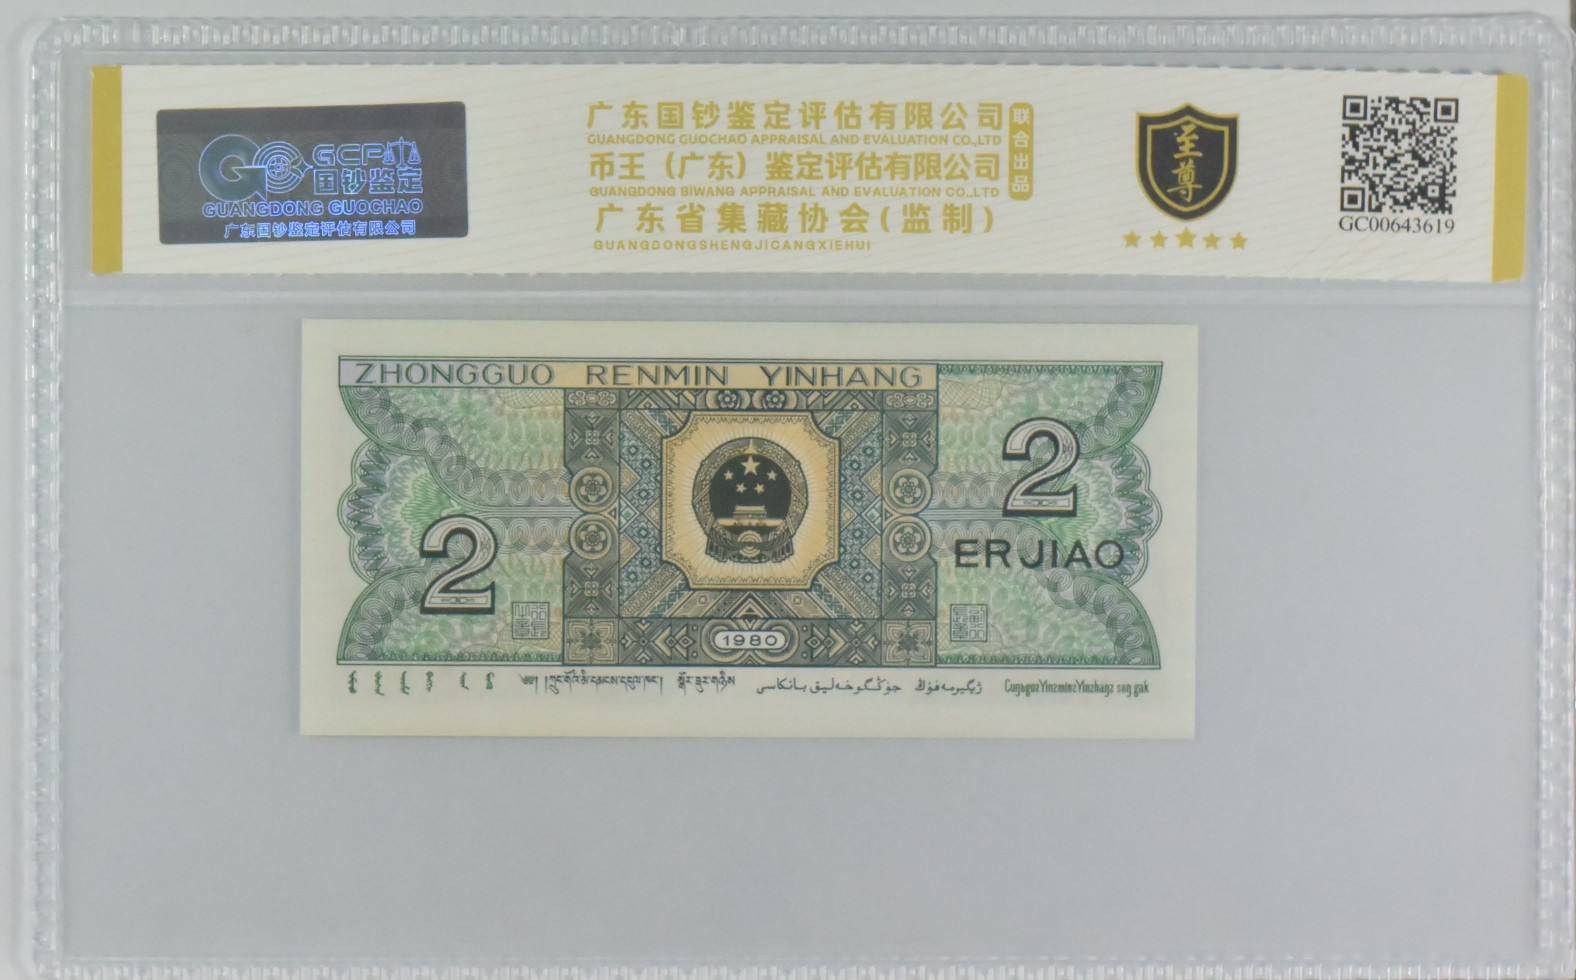 GCP
国钞鉴定
GUANGDONG GUOCHAO
广东国钞鉴定评估有限公司
广东国钞鉴定评估有限公司
GUANGDONG GUOCHAO APPRAISAL AND EVALUATION CO.,LTD
币王（广东）鉴定评估有限公司
GUANGDONG BIWANG APPRAISAL AND EVALUATION CO.,LTD
广东省集藏协会(监制)
GUANGDONGSHENGJICANGXIEHUI
联合出品
至尊
GC00643619
ZHONGGUO RENMIN YINHANG
2
2
ERJIAO
1980